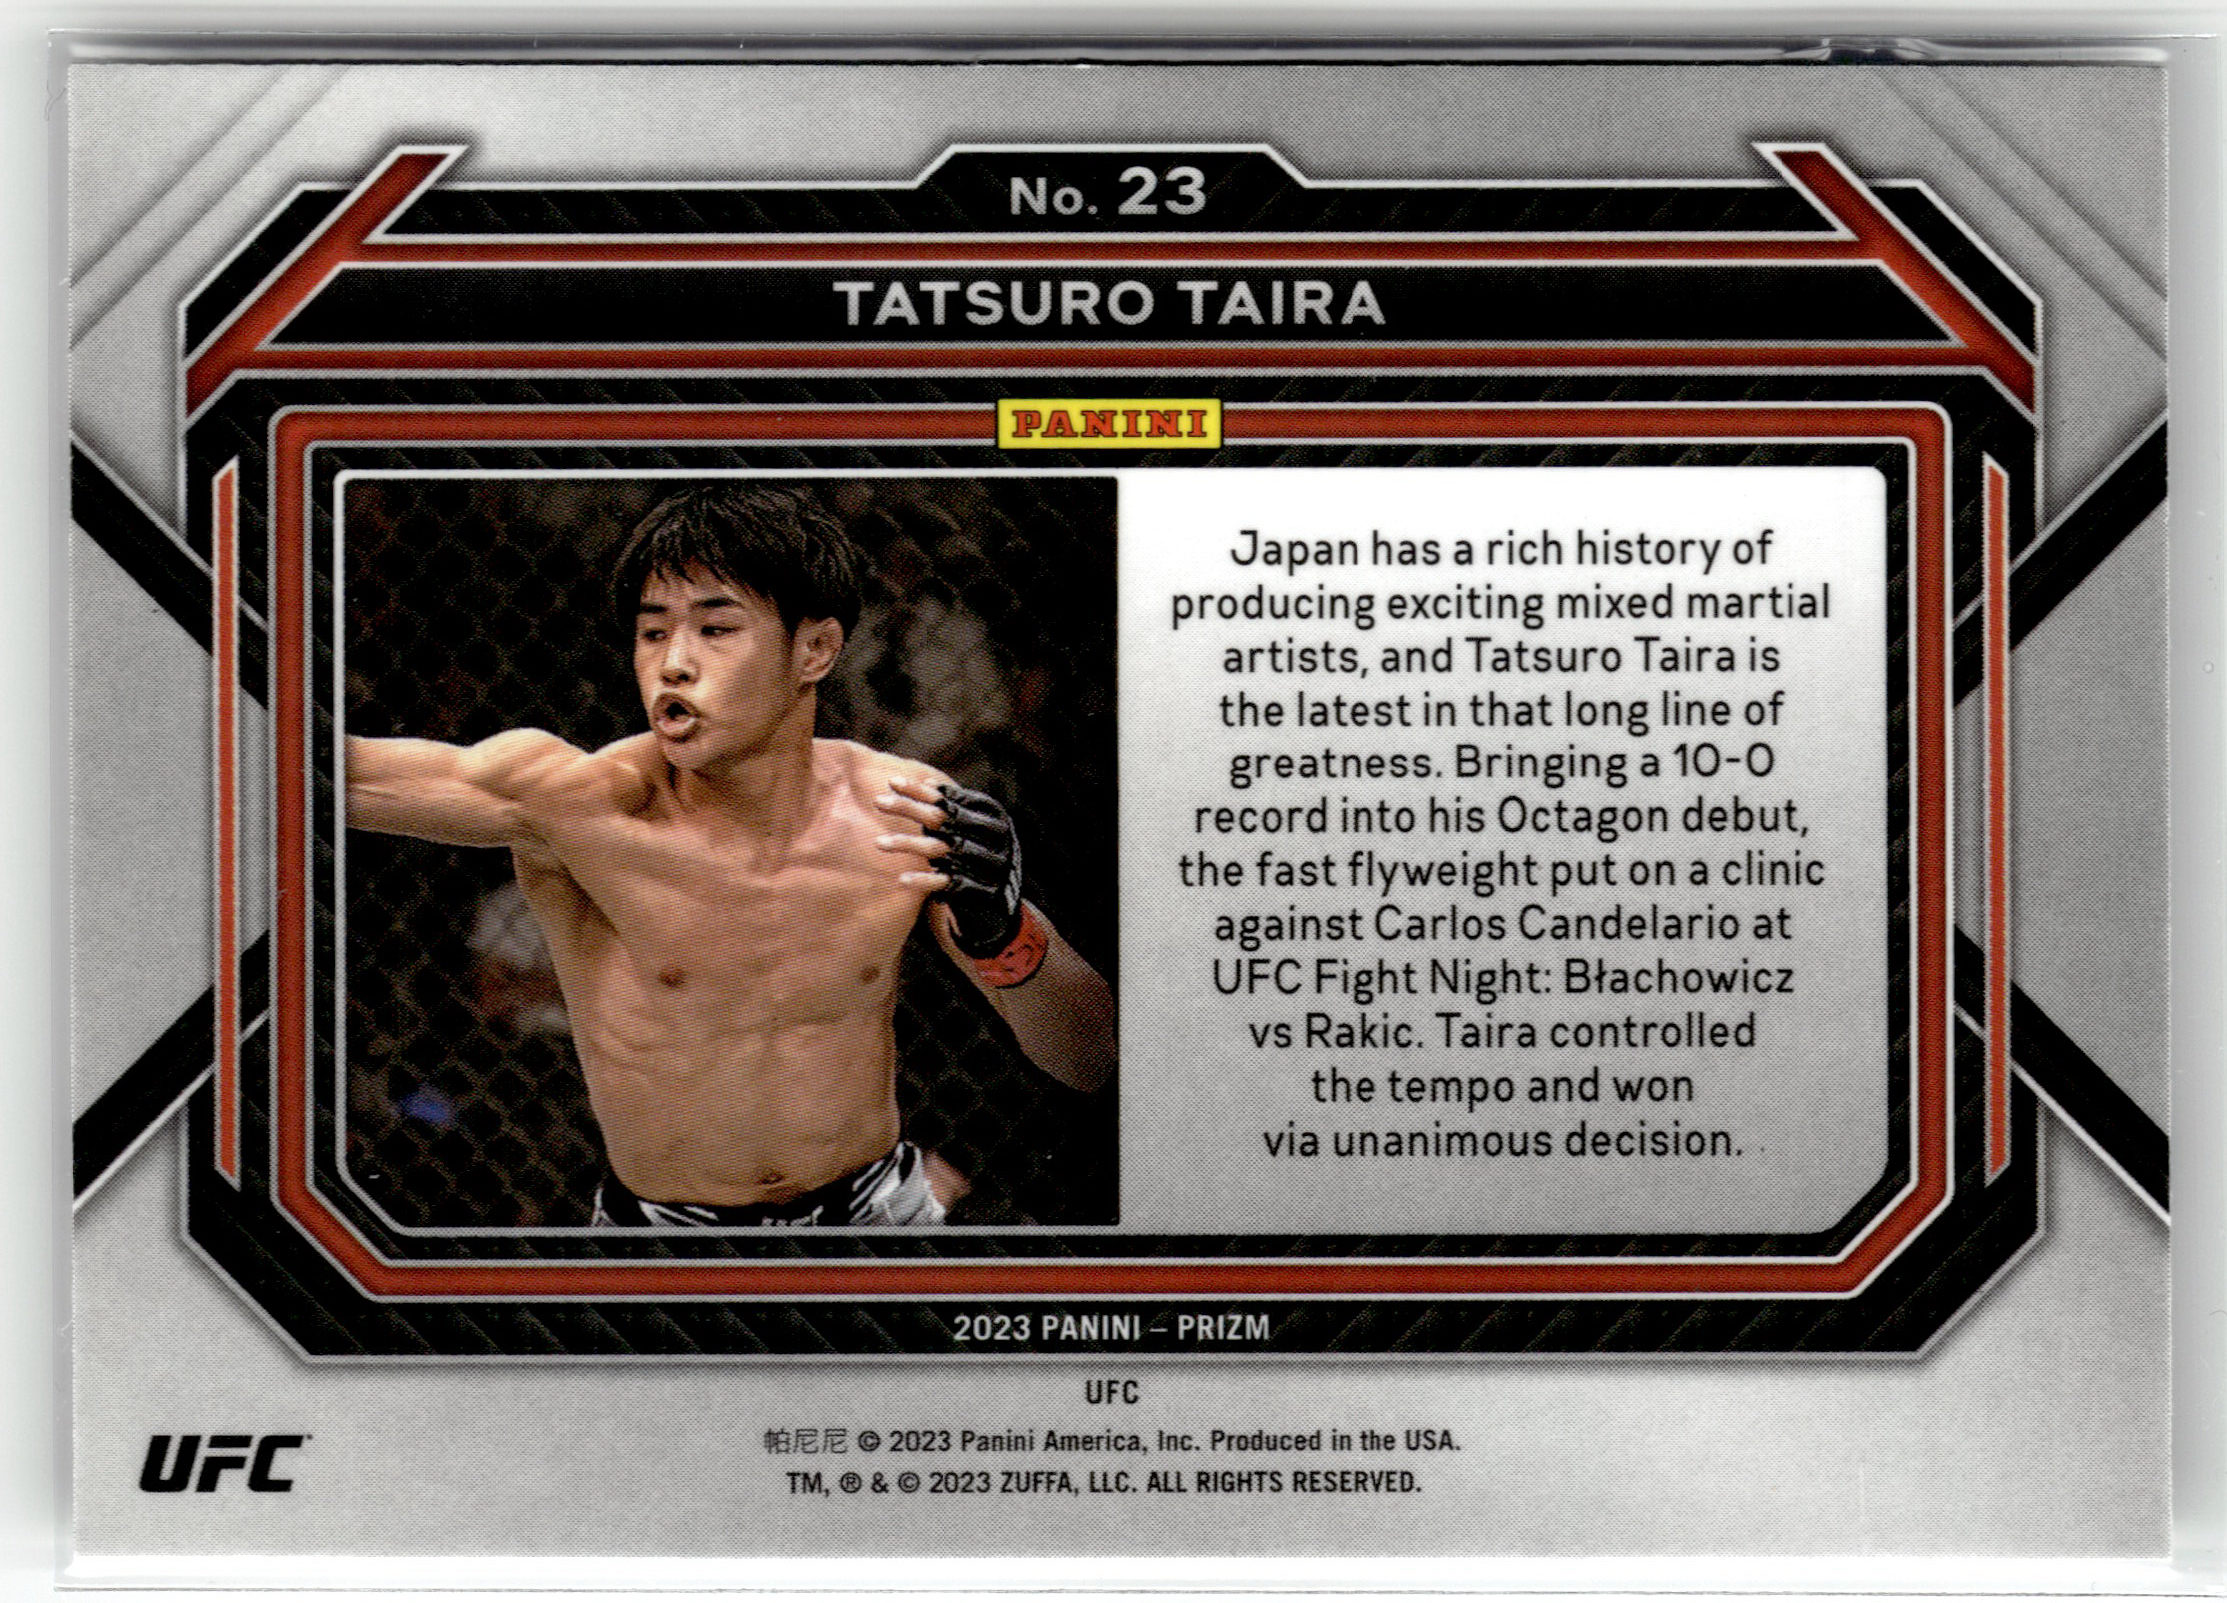 No. 23
TATSURO TAIRA
PANINI
Japan has a rich history of
producing exciting mixed martial
artists, and Tatsuro Taira is
the latest in that long line of
greatness. Bringing a 10-0
record into his Octagon debut,
the fast flyweight put on a clinic
against Carlos Candelario at
UFC Fight Night: Błachowicz
vs Rakic. Taira controlled
the tempo and won
via unanimous decision.
2023 PANINI – PRIZM
UFC
UFC
帕尼尼 © 2023 Panini America, Inc. Produced in the USA.
TM, ® & © 2023 ZUFFA, LLC. ALL RIGHTS RESERVED.